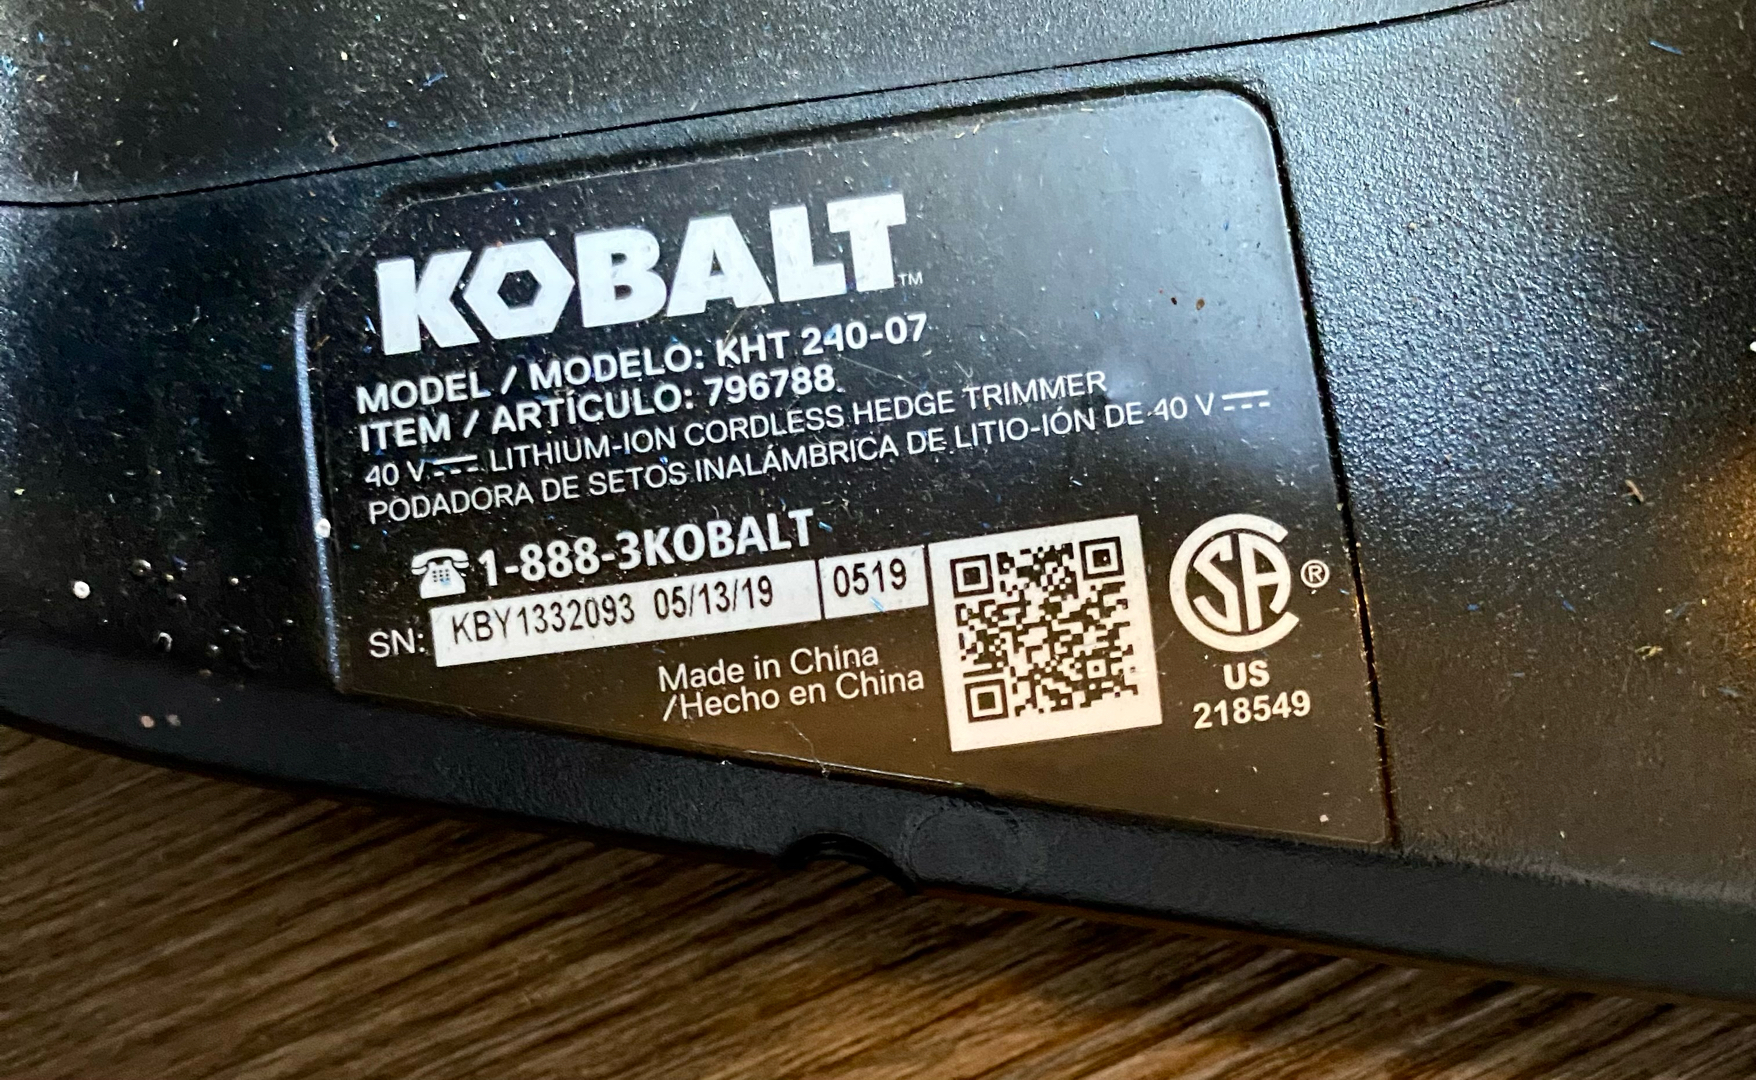 KOBALT™
MODEL / MODELO: KHT 240-07
ITEM / ARTÍCULO: 796788
40 V⎓ LITHIUM-ION CORDLESS HEDGE TRIMMER
PODADORA DE SETOS INALÁMBRICA DE LITIO-IÓN DE 40 V⎓
☎1-888-3KOBALT
SN: KBY1332093 05/13/19 0519
Made in China
/Hecho en China
CSA®
US
218549